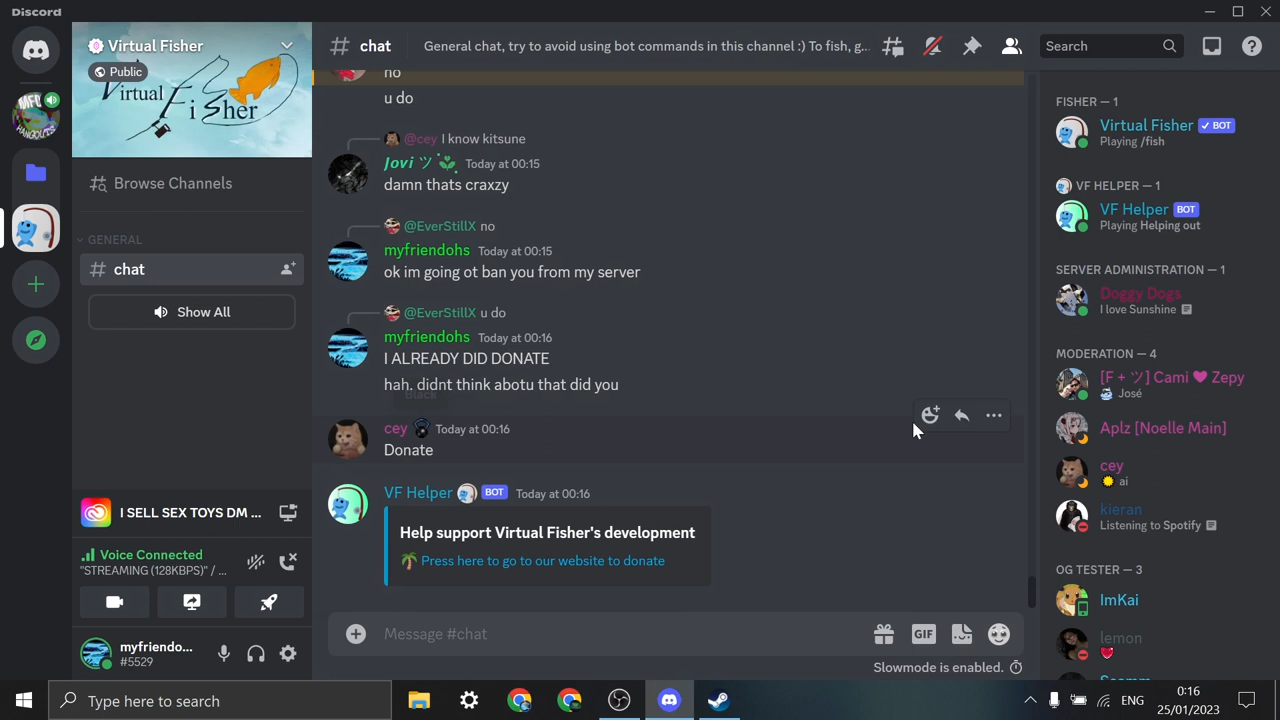 Discord
Virtual Fisher
Public
Virtual Fisher
Browse Channels
GENERAL
chat
Show All
I SELL SEX TOYS DM ...
Voice Connected
"STREAMING (128KBPS)" / ...
myfriendo...
#5529
chat
General chat, try to avoid using bot commands in this channel :) To fish, g...
Search
no
u do
@cey I know kitsune
Jovi ツ Today at 00:15
damn thats craxzy
@EverStillX no
myfriendohs Today at 00:15
ok im going ot ban you from my server
@EverStillX u do
myfriendohs Today at 00:16
I ALREADY DID DONATE
hah. didnt think abotu that did you
Black
cey Today at 00:16
Donate
VF Helper BOT Today at 00:16
Help support Virtual Fisher's development
Press here to go to our website to donate
Message #chat
GIF
Slowmode is enabled.
FISHER — 1
Virtual Fisher BOT
Playing /fish
VF HELPER — 1
VF Helper BOT
Playing Helping out
SERVER ADMINISTRATION — 1
Doggy Dogs
I love Sunshine
MODERATION — 4
[F + ツ] Cami ♥ Zepy
José
Aplz [Noelle Main]
cey
ai
kieran
Listening to Spotify
OG TESTER — 3
ImKai
lemon
Type here to search
ENG
0:16
25/01/2023